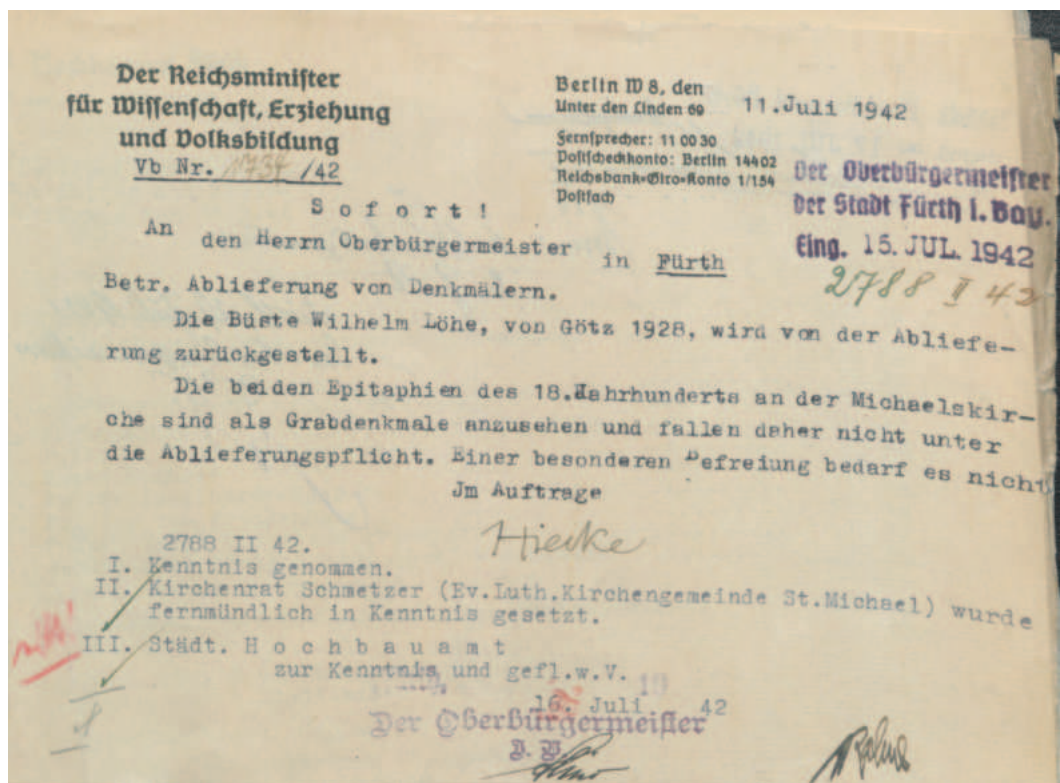 Der Reichsminister
für Wissenschaft, Erziehung
und Volksbildung
Vb Nr. 1734 /42
Berlin W 8, den
Unter den Linden 69 11.Juli 1942
Fernsprecher: 11 00 30
Postscheckkonto: Berlin 14402
Reichsbank-Giro-Konto 1/154
Postfach
Der Oberbürgermeister
der Stadt Fürth i. Bay.
Eing. 15. JUL. 1942
2788 II 42
Sofort!
An
den Herrn Oberbürgermeister
in Fürth
Betr. Ablieferung von Denkmälern.
Die Büste Wilhelm Löhe, von Götz 1928, wird von der Abliefe-
rung zurückgestellt.
Die beiden Epitaphien des 18.Jahrhunderts an der Michaelskir-
che sind als Grabdenkmale anzusehen und fallen daher nicht unter
die Ablieferungspflicht. Einer besonderen Befreiung bedarf es nicht
Jm Auftrage
Hiecke
2788 II 42.
I. Kenntnis genommen.
II. Kirchenrat Schmetzer (Ev.Luth.Kirchengemeinde St.Michael) wurde
fernmündlich in Kenntnis gesetzt.
III. Städt. Hochbauamt
zur Kenntnis und gefl.w.V.
16. Juli 42
Der Oberbürgermeister
J. V.